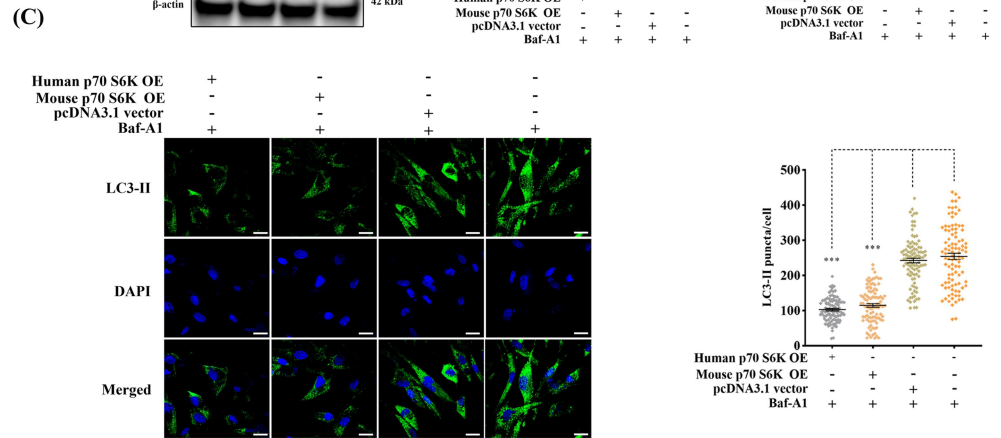 (C)
β-actin 42 kDa
Mouse p70 S6K OE - + - -
pcDNA3.1 vector - - + -
Baf-A1 + + + +
Mouse p70 S6K OE - + - -
pcDNA3.1 vector - - + -
Baf-A1 + + + +
Human p70 S6K OE + - - -
Mouse p70 S6K OE - + - -
pcDNA3.1 vector - - + -
Baf-A1 + + + +
LC3-II
DAPI
Merged
LC3-II puncta/cell
500
400
300
200
100
0
***
***
Human p70 S6K OE + - - -
Mouse p70 S6K OE - + - -
pcDNA3.1 vector - - + -
Baf-A1 + + + +